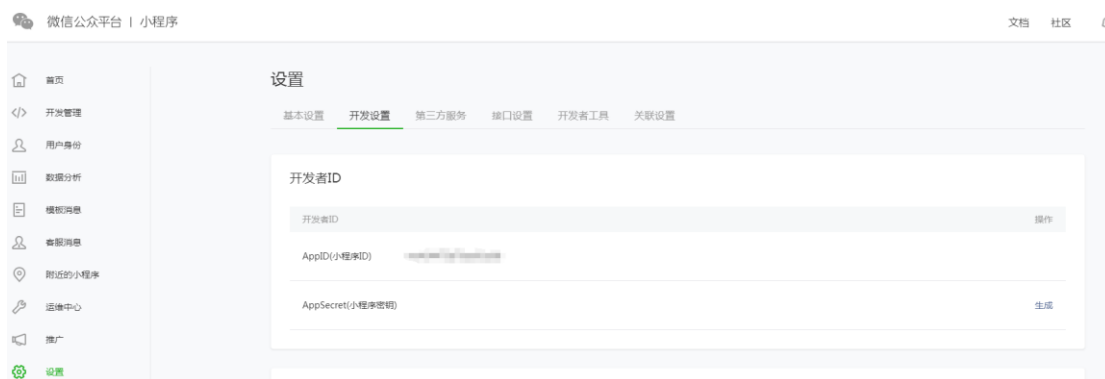 微信公众平台 | 小程序
文档 社区
首页
开发管理
用户身份
数据分析
模板消息
客服消息
附近的小程序
运维中心
推广
设置
设置
基本设置 开发设置 第三方服务 接口设置 开发者工具 关联设置
开发者ID
开发者ID 操作
AppID(小程序ID)
AppSecret(小程序密钥) 生成